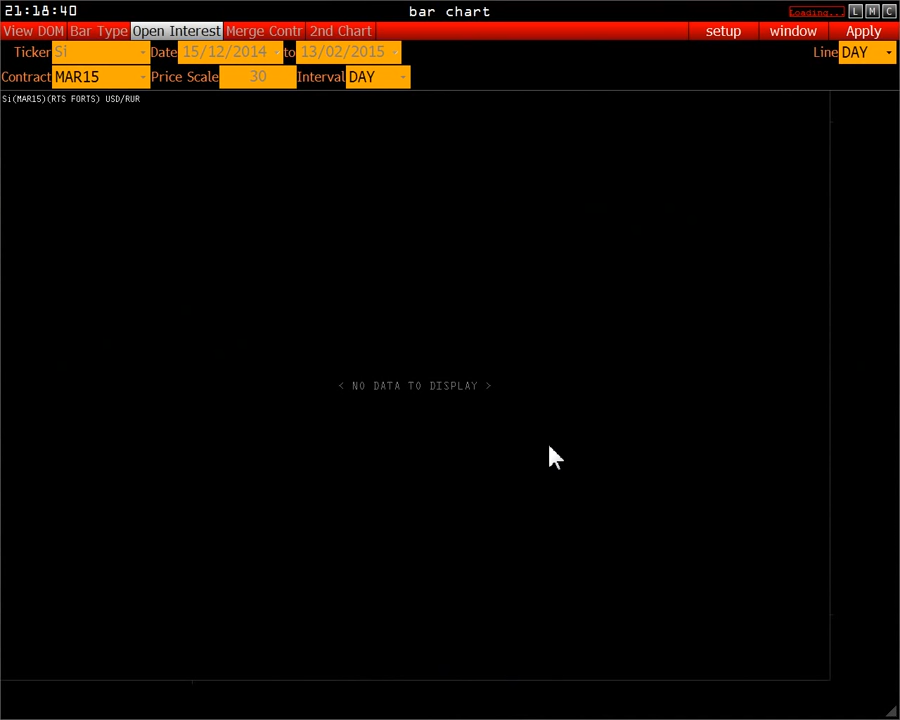 21:18:40 bar chart Loading... L M C
View DOM Bar Type Open Interest Merge Contr 2nd Chart setup window Apply
Ticker Si Date 15/12/2014 to 13/02/2015 Line DAY
Contract MAR15 Price Scale 30 Interval DAY
Si(MAR15)(RTS FORTS) USD/RUR
< NO DATA TO DISPLAY >